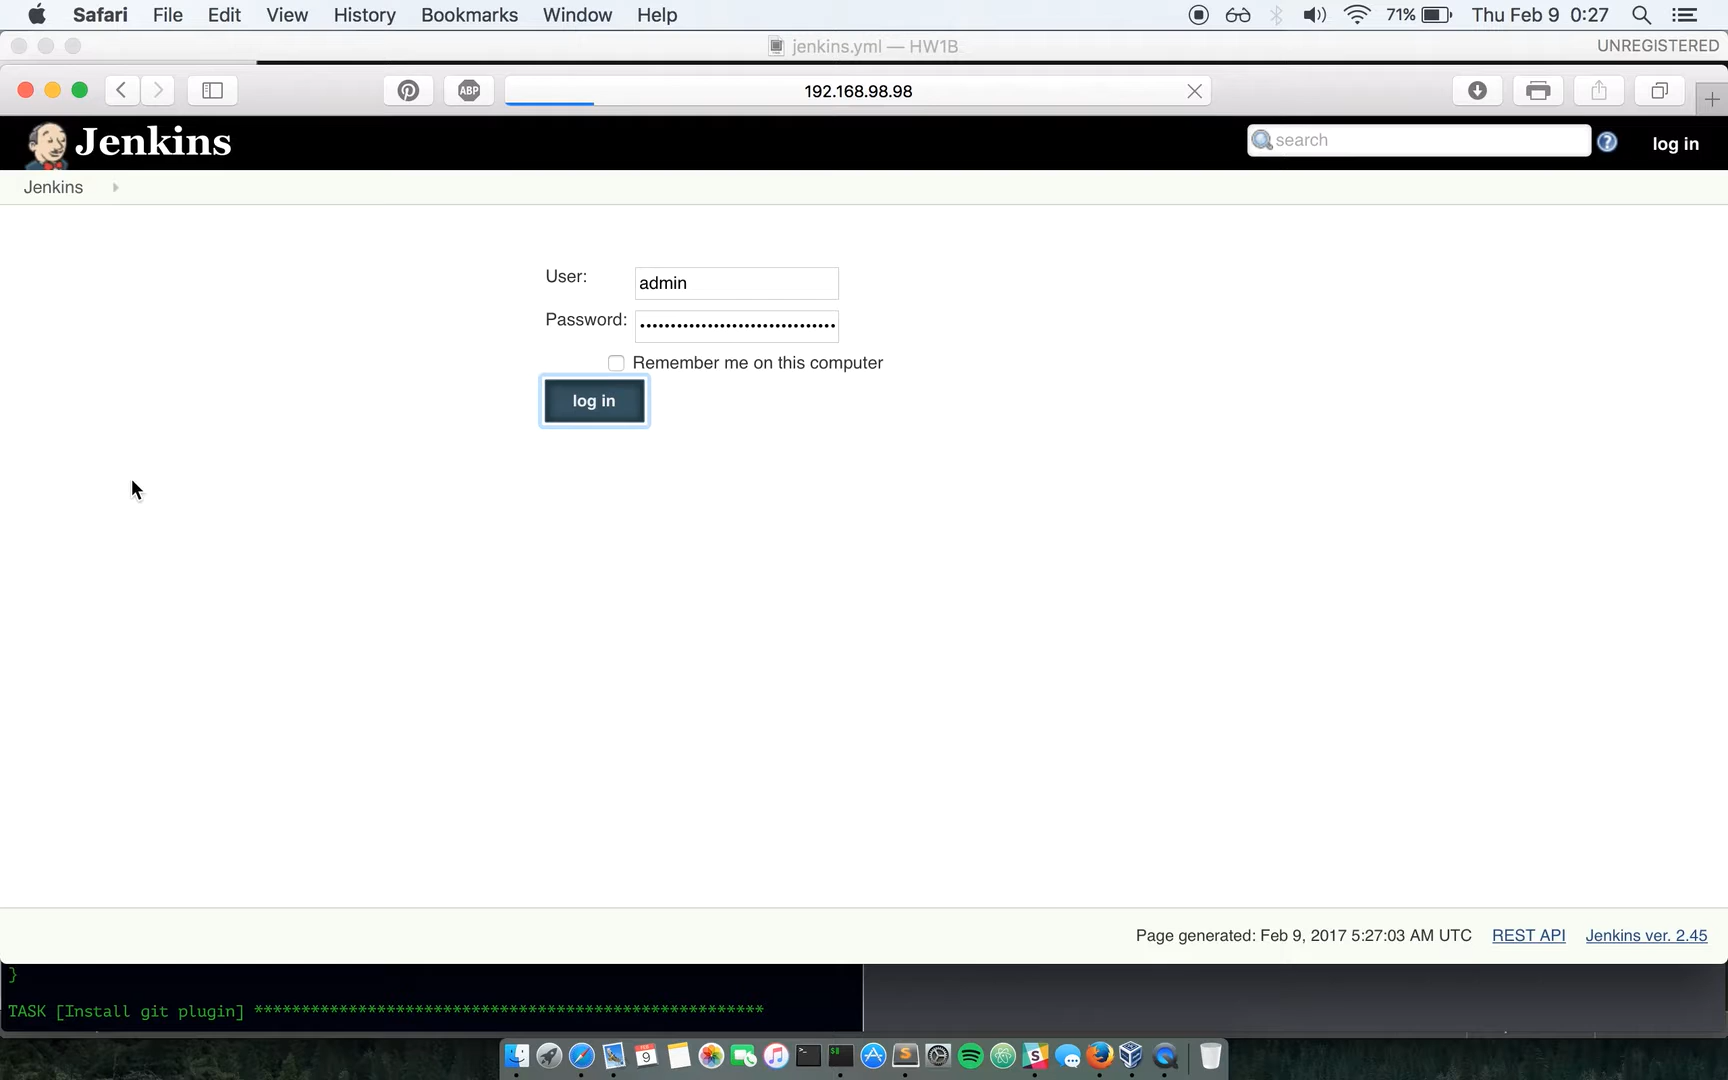 Safari File Edit View History Bookmarks Window Help 71% Thu Feb 9 0:27
jenkins.yml — HW1B UNREGISTERED
ABP 192.168.98.98
Jenkins search ? log in
Jenkins
User: admin
Password: ••••••••••••••••••••••••••••••••
Remember me on this computer
log in
Page generated: Feb 9, 2017 5:27:03 AM UTC REST API Jenkins ver. 2.45
}
TASK [Install git plugin] ******************************************************
FEB
9